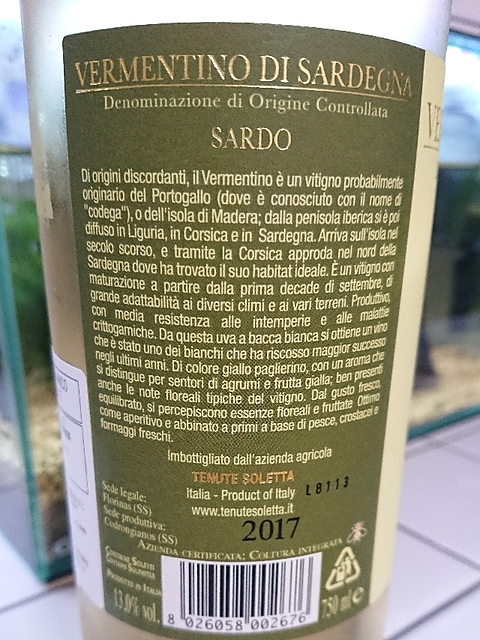 VERMENTINO DI SARDEGNA
Denominazione di Origine Controllata
SARDO
Di origini discordanti, il Vermentino è un vitigno probabilmente
originario del Portogallo (dove è conosciuto con il nome di
"codega"), o dell'isola di Madera; dalla penisola iberica si è poi
diffuso in Liguria, in Corsica e in Sardegna. Arriva sull'isola nel
secolo scorso, e tramite la Corsica approda nel nord della
Sardegna dove ha trovato il suo habitat ideale. È un vitigno con
maturazione a partire dalla prima decade di settembre, di
grande adattabilità ai diversi climi e ai vari terreni. Produttivo,
con media resistenza alle intemperie e alle malattie
crittogamiche. Da questa uva a bacca bianca si ottiene un vino
che è stato uno dei bianchi che ha riscosso maggior successo
negli ultimi anni. Di colore giallo paglierino, con un aroma che
si distingue per sentori di agrumi e frutta gialla; ben presenti
anche le note floreali tipiche del vitigno. Dal gusto fresco,
equilibrato, si percepiscono essenze floreali e fruttate Ottimo
come aperitivo e abbinato a primi a base di pesce, crostacei e
formaggi freschi.
Imbottigliato dall'azienda agricola
TENUTE SOLETTA
Italia - Product of Italy L8113
www.tenutesoletta.it
Sede legale:
Florinas (SS)
Sede produttiva:
Codrongianos (SS)
2017
AZIENDA CERTIFICATA: COLTURA INTEGRATA
CONTIENE SOLFITI
CONTAINS SULPHITES
PRODOTTO IN ITALIA
13,0% vol.
8 026058 002676
750 ml e